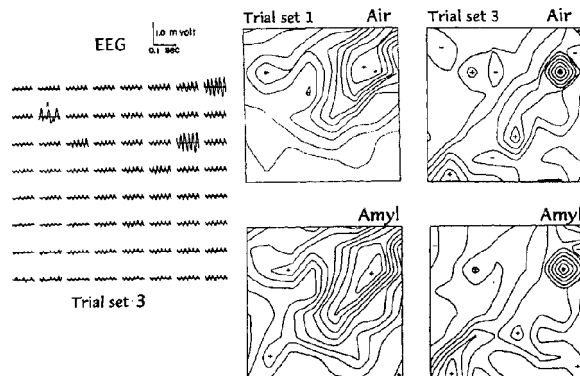 EEG
1.0 m volt
0.1 sec
Trial set 3
Trial set 1 Air
Trial set 3 Air
Amyl
Amyl